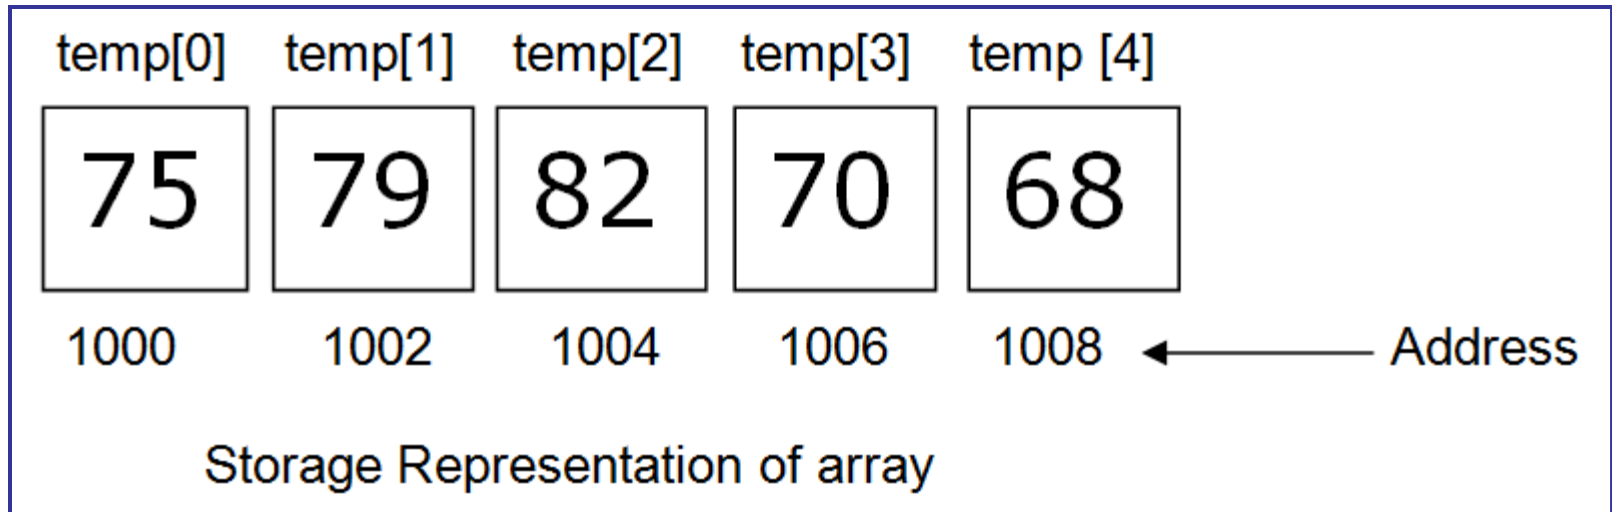 temp[0] temp[1] temp[2] temp[3] temp [4]
75 79 82 70 68
1000 1002 1004 1006 1008 Address
Storage Representation of array